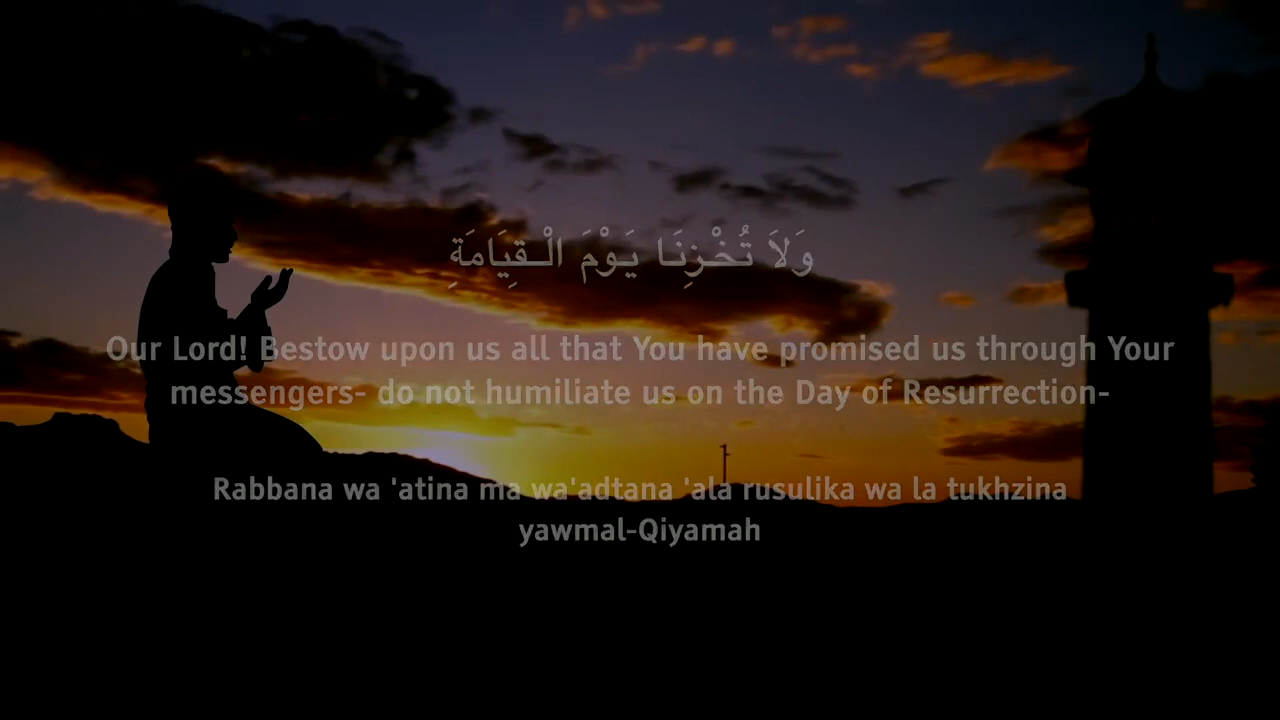 وَلاَ تُخْزِنَا يَوْمَ الْقِيَامَةِ
Our Lord! Bestow upon us all that You have promised us through Your
messengers- do not humiliate us on the Day of Resurrection-
Rabbana wa 'atina ma wa'adtana 'ala rusulika wa la tukhzina
yawmal-Qiyamah